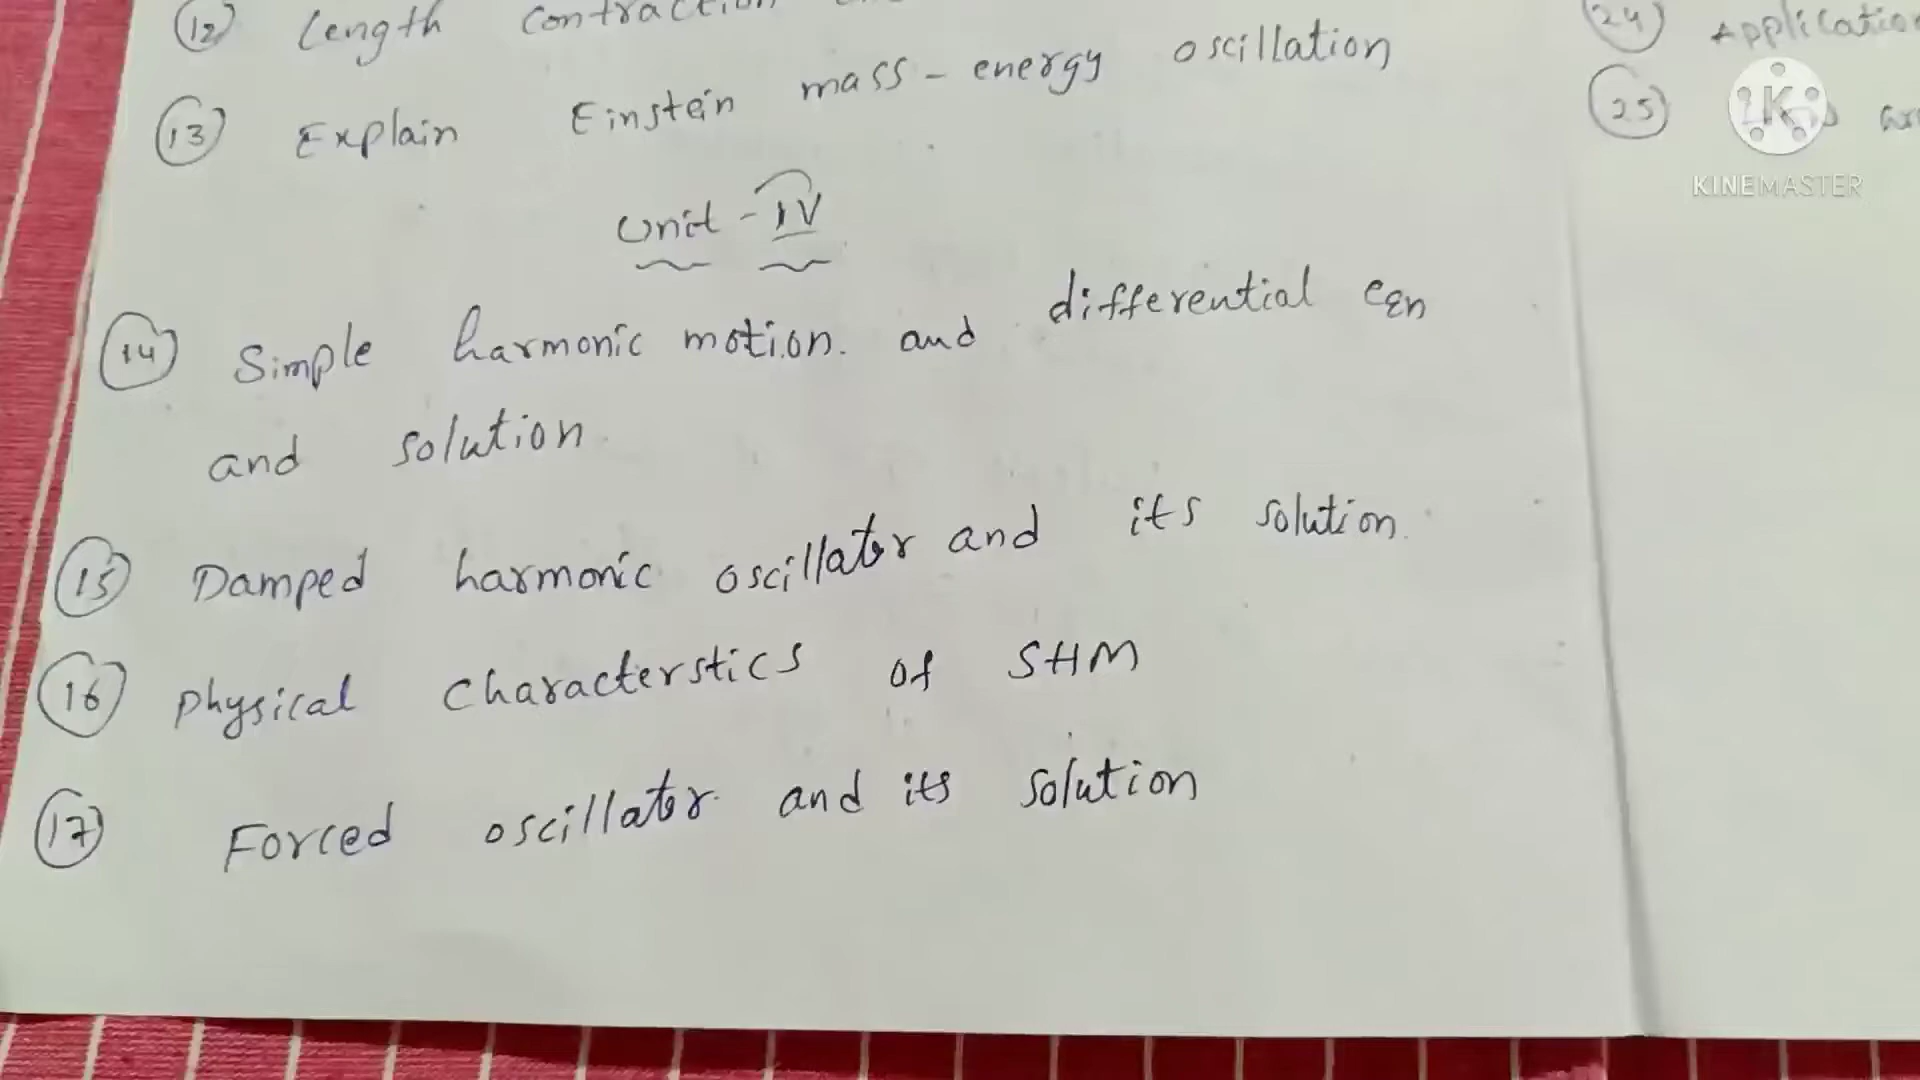 12 Length contraction
13 Explain Einstein mass-energy oscillation
Unit - IV
14 Simple harmonic motion. and differential eqn
and solution
15 Damped harmonic oscillator and its solution.
16 physical characterstics of SHM
17 Forced oscillator and its solution
24 Applicatio
25
KINEMASTER